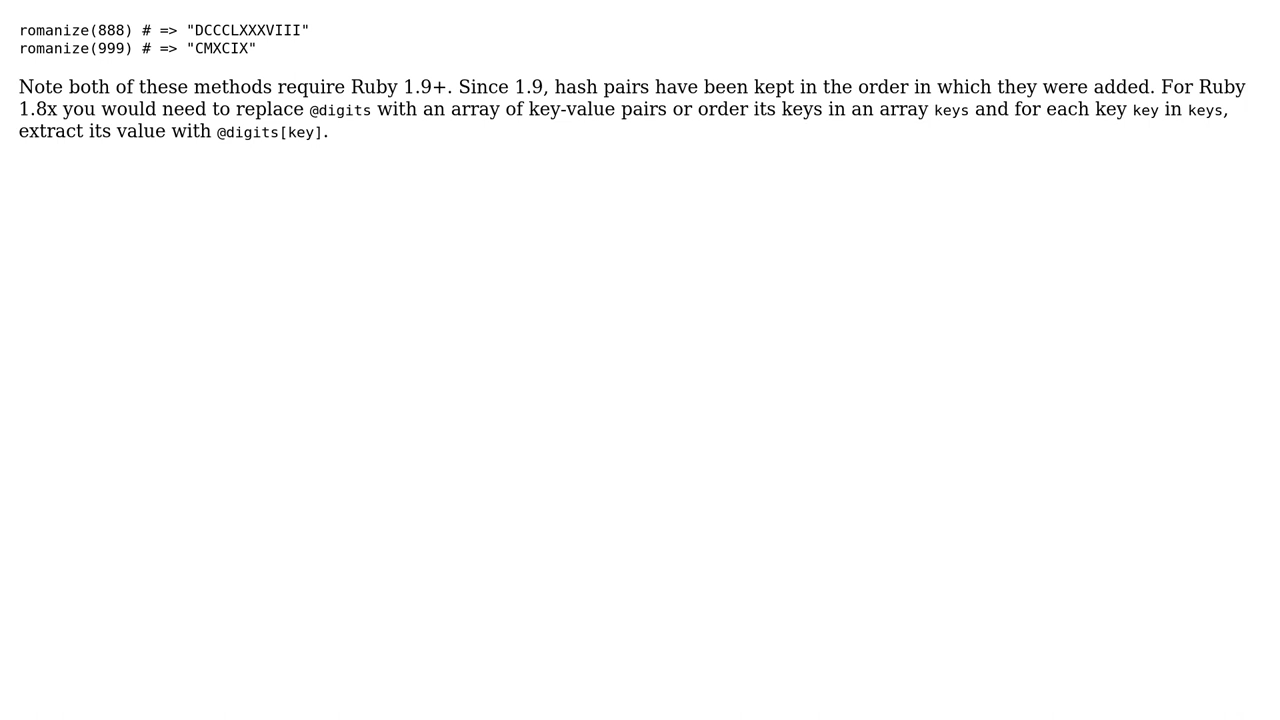 romanize(888) # => "DCCCLXXXVIII"
romanize(999) # => "CMXCIX"
Note both of these methods require Ruby 1.9+. Since 1.9, hash pairs have been kept in the order in which they were added. For Ruby
1.8x you would need to replace @digits with an array of key-value pairs or order its keys in an array keys and for each key key in keys,
extract its value with @digits[key].